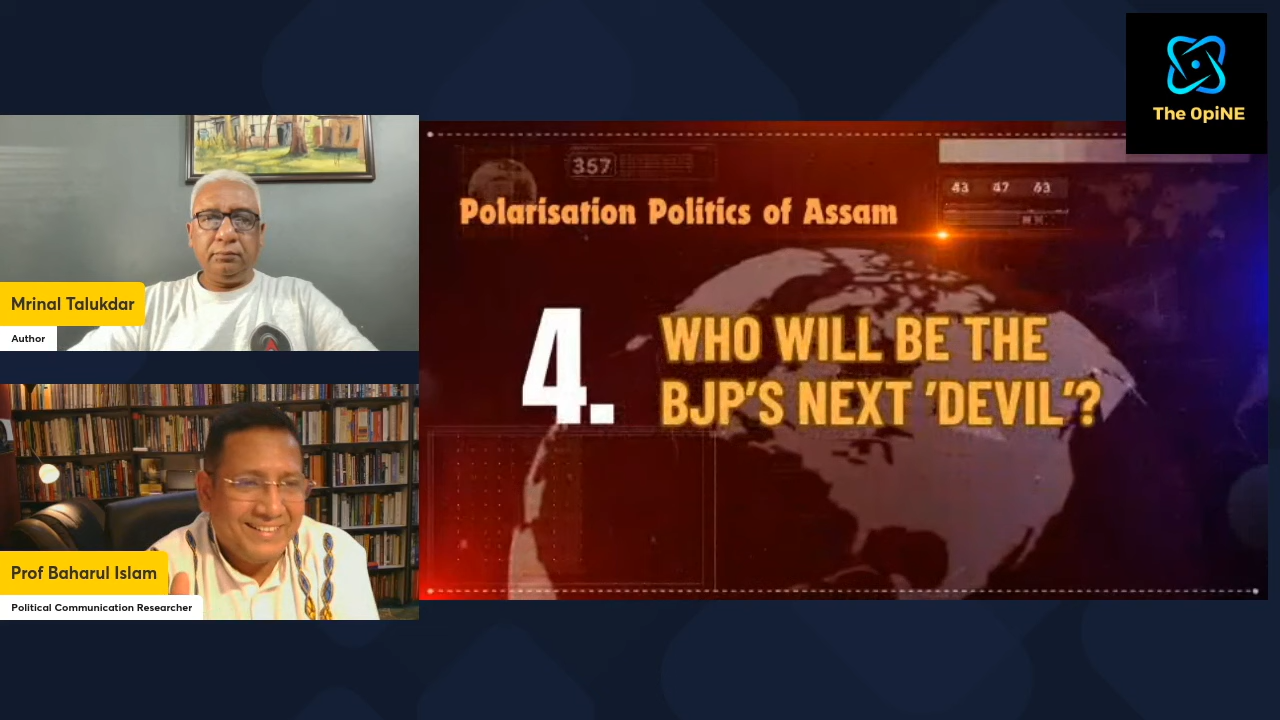 The OpiNE
357
43 47 63
Polarisation Politics of Assam
4. WHO WILL BE THE
BJP'S NEXT 'DEVIL'?
Mrinal Talukdar
Author
Prof Baharul Islam
Political Communication Researcher